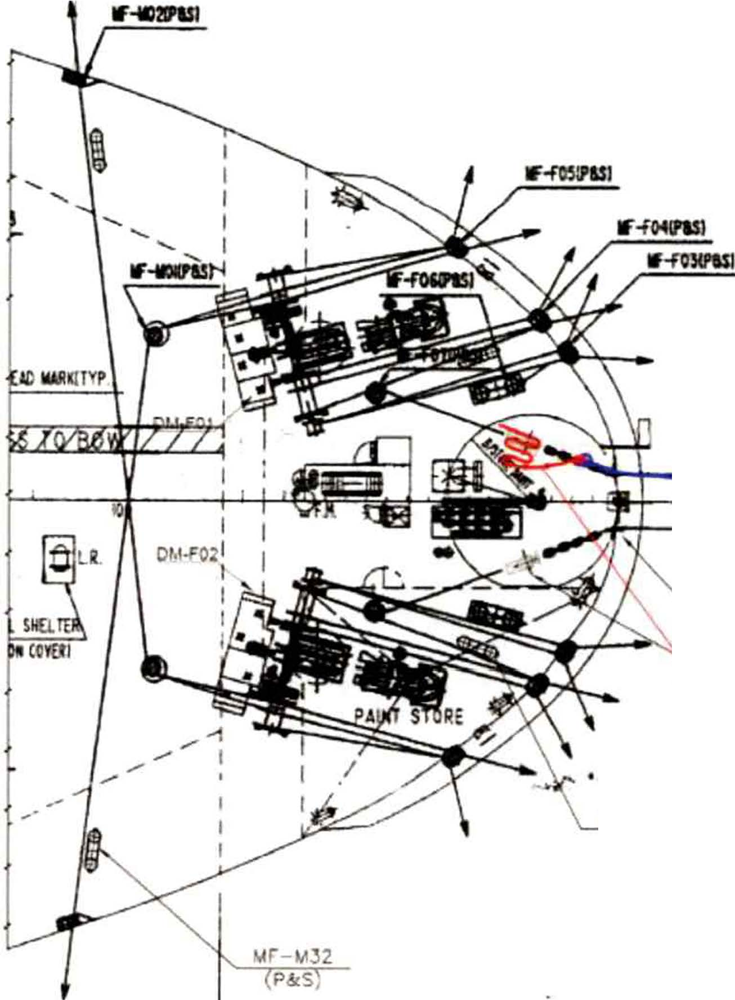 MF-M02(P&S)
MF-F05(P&S)
MF-F04(P&S)
MF-F03(P&S)
MF-M01(P&S)
MF-F06(P&S)
EAD MARK(TYP.
DM-F01
SS TO/BOW
F.M.
10
DM-F02
L.R.
L SHELTER
ON COVER)
PAINT STORE
MF-M32
(P&S)